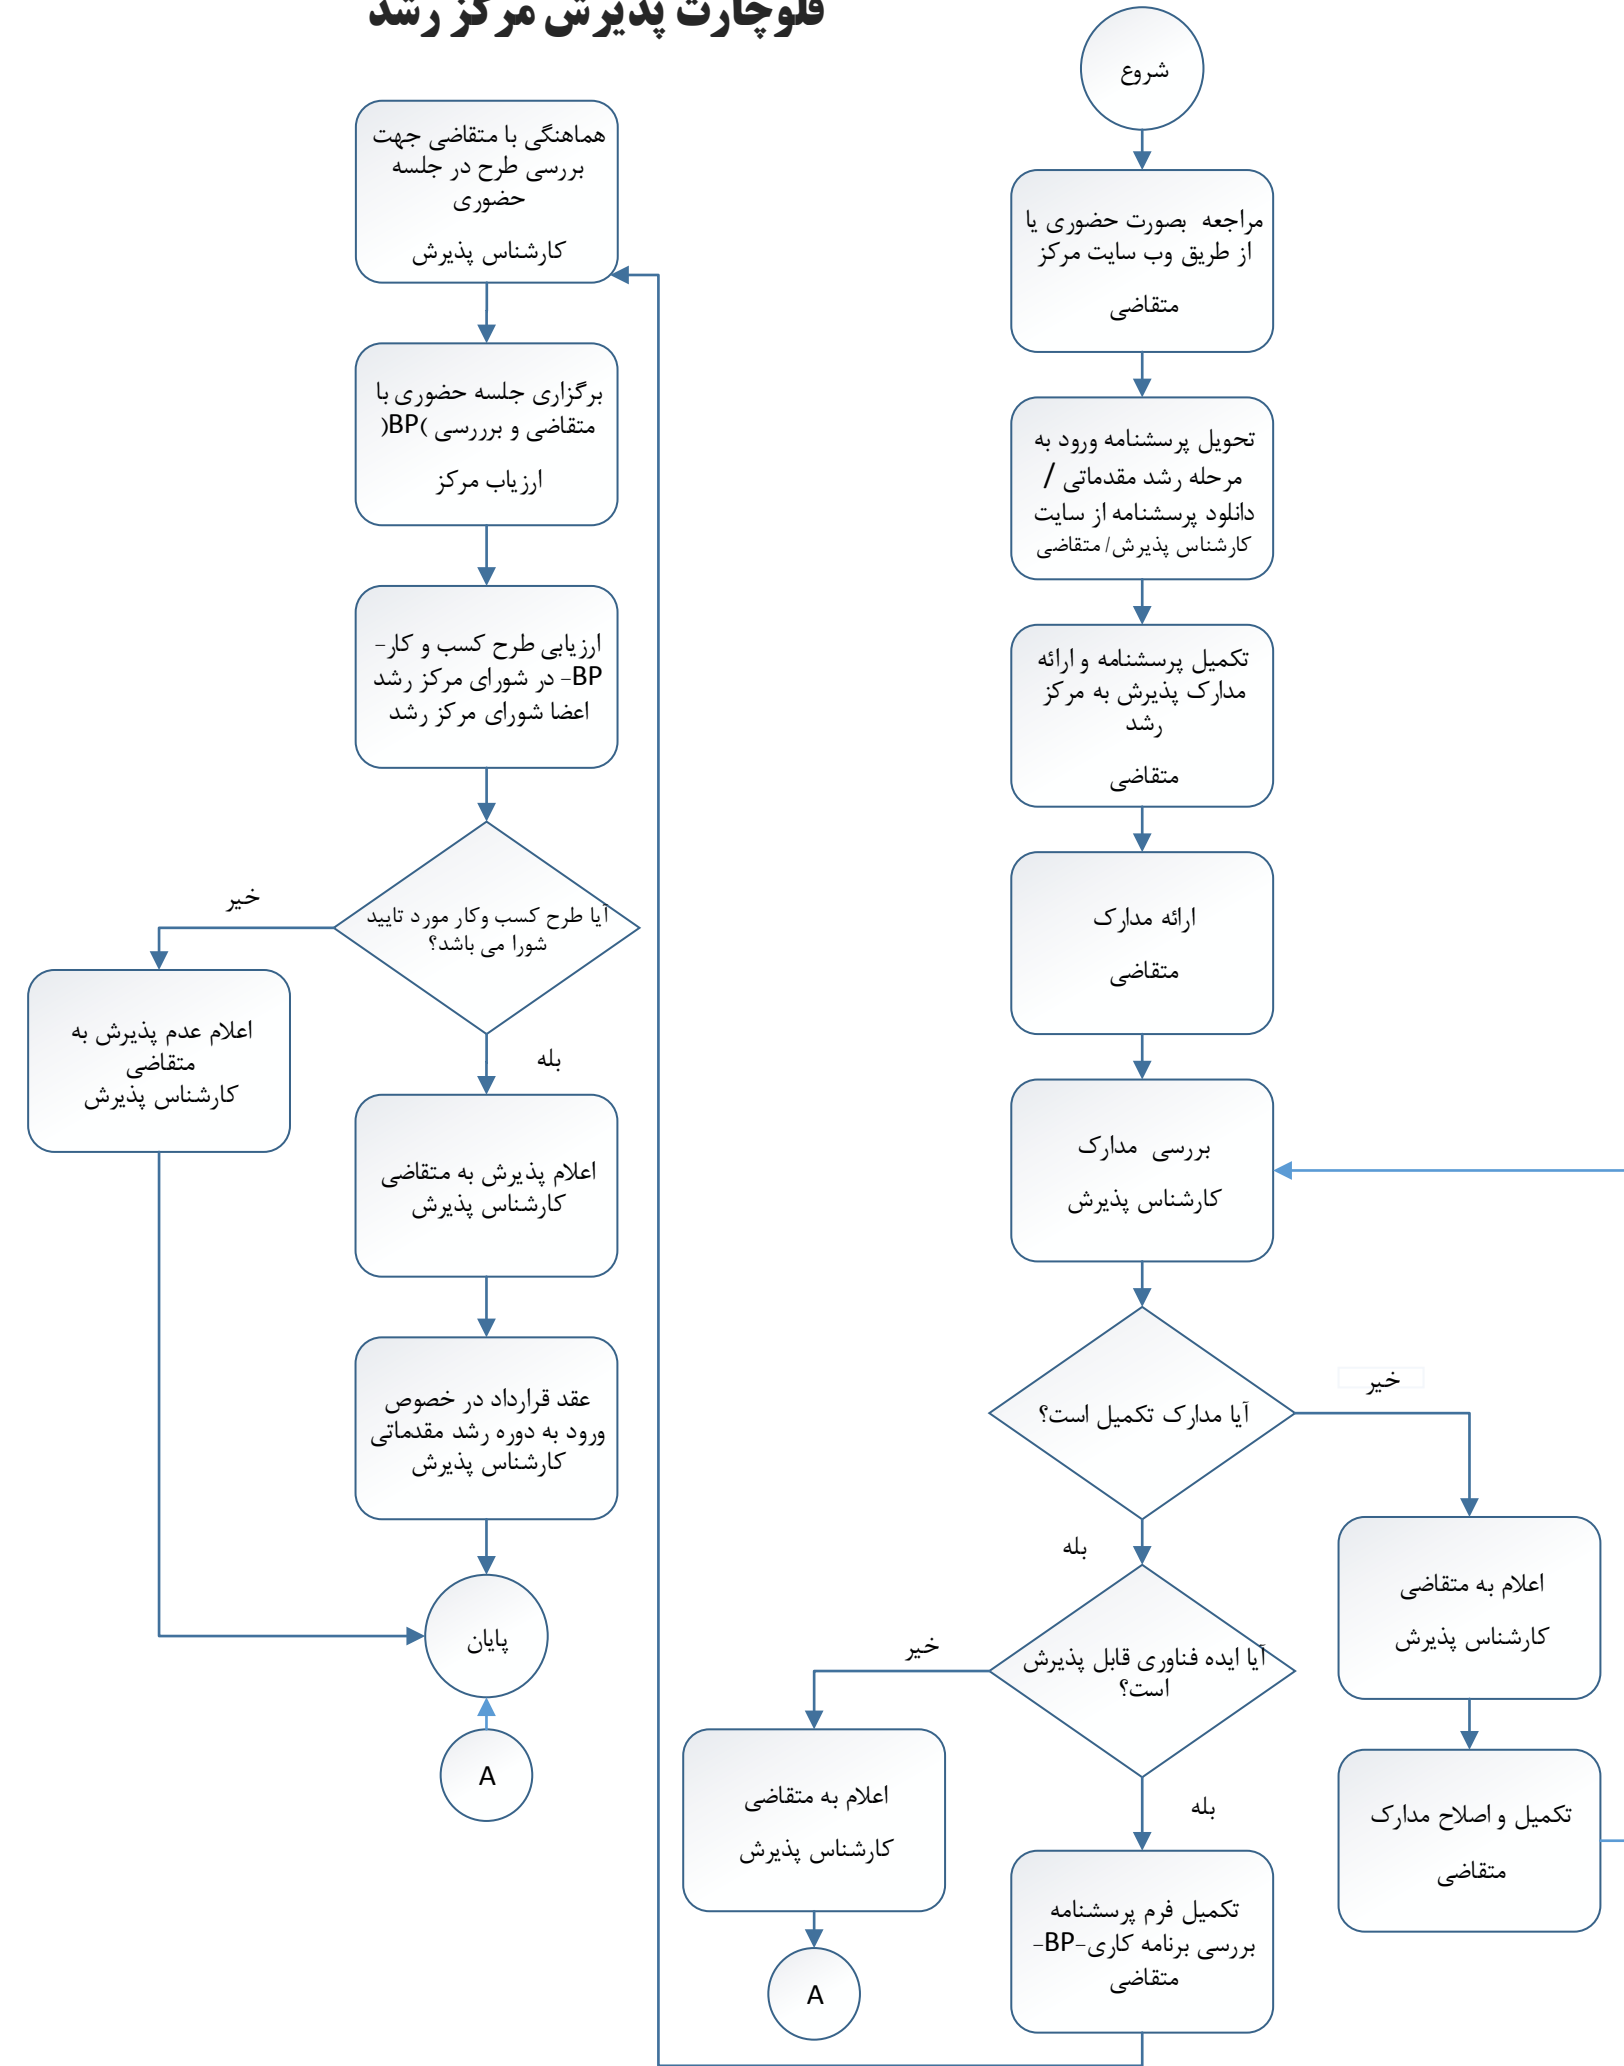 فلوچارت پذیرش مرکز رشد
شروع
مراجعه بصورت حضوری یا
از طریق وب سایت مرکز
متقاضی
تحویل پرسشنامه ورود به
مرحله رشد مقدماتی /
دانلود پرسشنامه از سایت
کارشناس پذیرش/ متقاضی
تکمیل پرسشنامه و ارائه
مدارک پذیرش به مرکز
رشد
متقاضی
ارائه مدارک
متقاضی
بررسی مدارک
کارشناس پذیرش
آیا مدارک تکمیل است؟
خیر
اعلام به متقاضی
کارشناس پذیرش
تکمیل و اصلاح مدارک
متقاضی
بله
آیا ایده فناوری قابل پذیرش
است؟
خیر
اعلام به متقاضی
کارشناس پذیرش
A
بله
تکمیل فرم پرسشنامه
بررسی برنامه کاری-BP-
متقاضی
هماهنگی با متقاضی جهت
بررسی طرح در جلسه
حضوری
کارشناس پذیرش
برگزاری جلسه حضوری با
متقاضی و برررسی )BP(
ارزیاب مرکز
ارزیابی طرح کسب و کار-
BP- در شورای مرکز رشد
اعضا شورای مرکز رشد
آیا طرح کسب وکار مورد تایید
شورا می باشد؟
خیر
اعلام عدم پذیرش به
متقاضی
کارشناس پذیرش
بله
اعلام پذیرش به متقاضی
کارشناس پذیرش
عقد قرارداد در خصوص
ورود به دوره رشد مقدماتی
کارشناس پذیرش
پایان
A